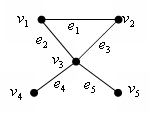 v₁ v₂
e₁
e₂ e₃
v₃
v₄ e₄ e₅ v₅